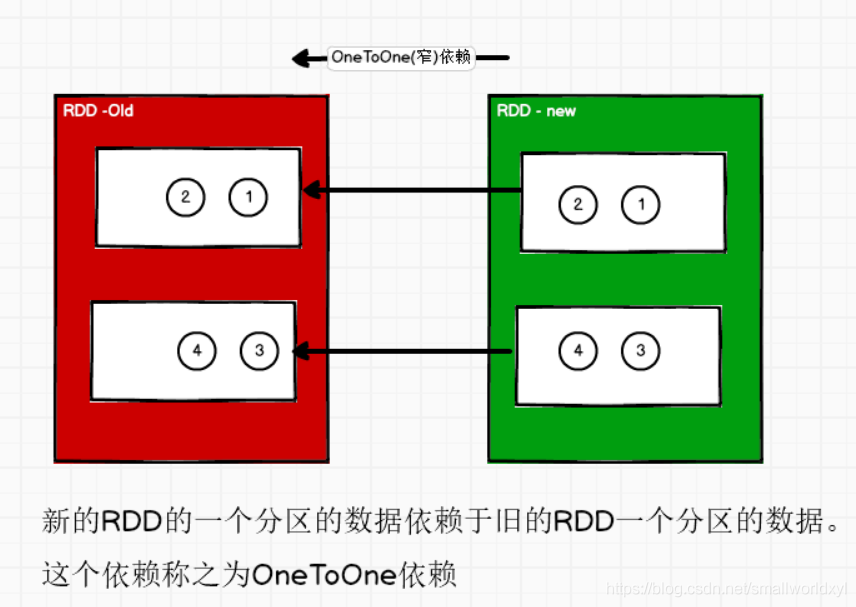 OneToOne(窄)依赖
RDD -Old
RDD - new
2 1
2 1
4 3
4 3
新的RDD的一个分区的数据依赖于旧的RDD一个分区的数据。
这个依赖称之为OneToOne依赖
https://blog.csdn.net/smallworldxyl